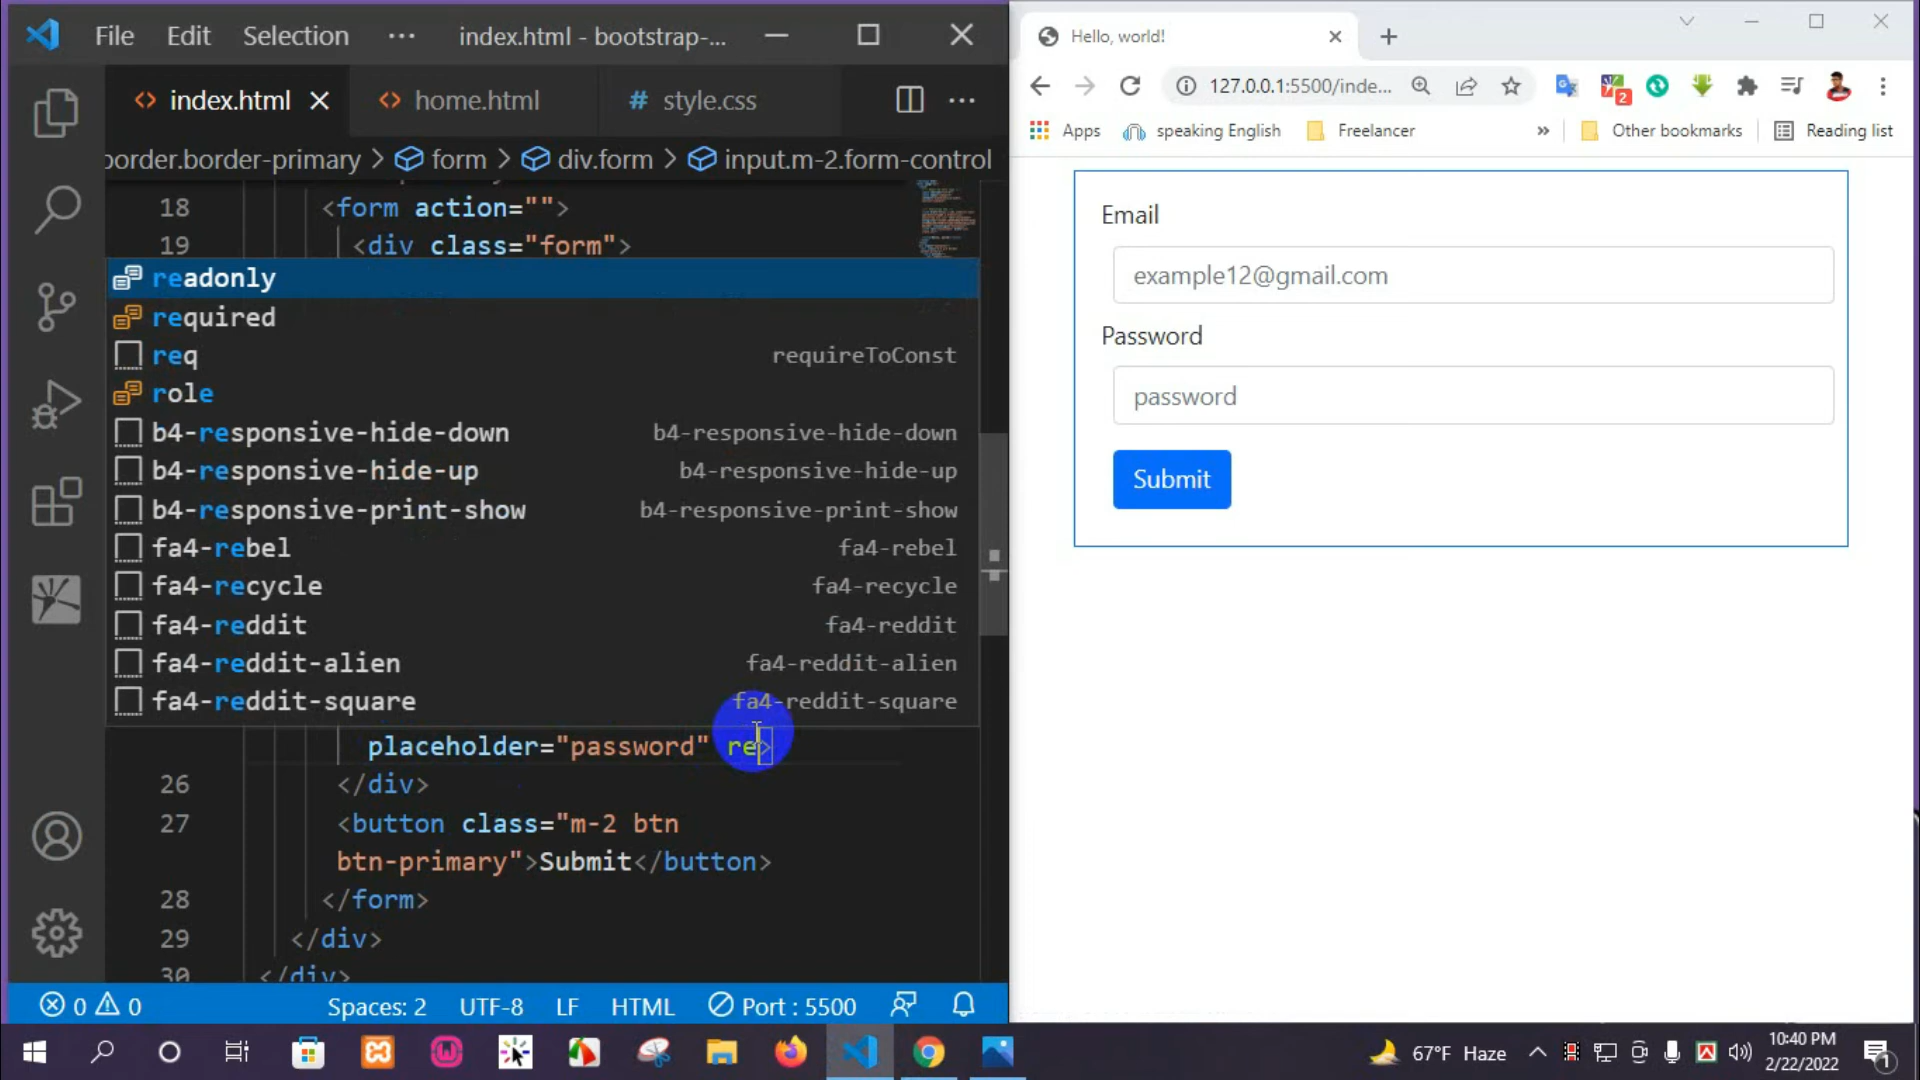 File Edit Selection ··· index.html - bootstrap-...
index.html home.html # style.css ···
border.border-primary > form > div.form > input.m-2.form-control
18 <form action="">
19 <div class="form">
readonly
required
req requireToConst
role
b4-responsive-hide-down b4-responsive-hide-down
b4-responsive-hide-up b4-responsive-hide-up
b4-responsive-print-show b4-responsive-print-show
fa4-rebel fa4-rebel
fa4-recycle fa4-recycle
fa4-reddit fa4-reddit
fa4-reddit-alien fa4-reddit-alien
fa4-reddit-square fa4-reddit-square
placeholder="password" re>
26 </div>
27 <button class="m-2 btn
btn-primary">Submit</button>
28 </form>
29 </div>
30 </div>
0 0 Spaces: 2 UTF-8 LF HTML Port : 5500
Hello, world!
127.0.0.1:5500/inde... 2
Apps speaking English Freelancer » Other bookmarks Reading list
Email
example12@gmail.com
Password
password
Submit
67°F Haze 10:40 PM
2/22/2022 1